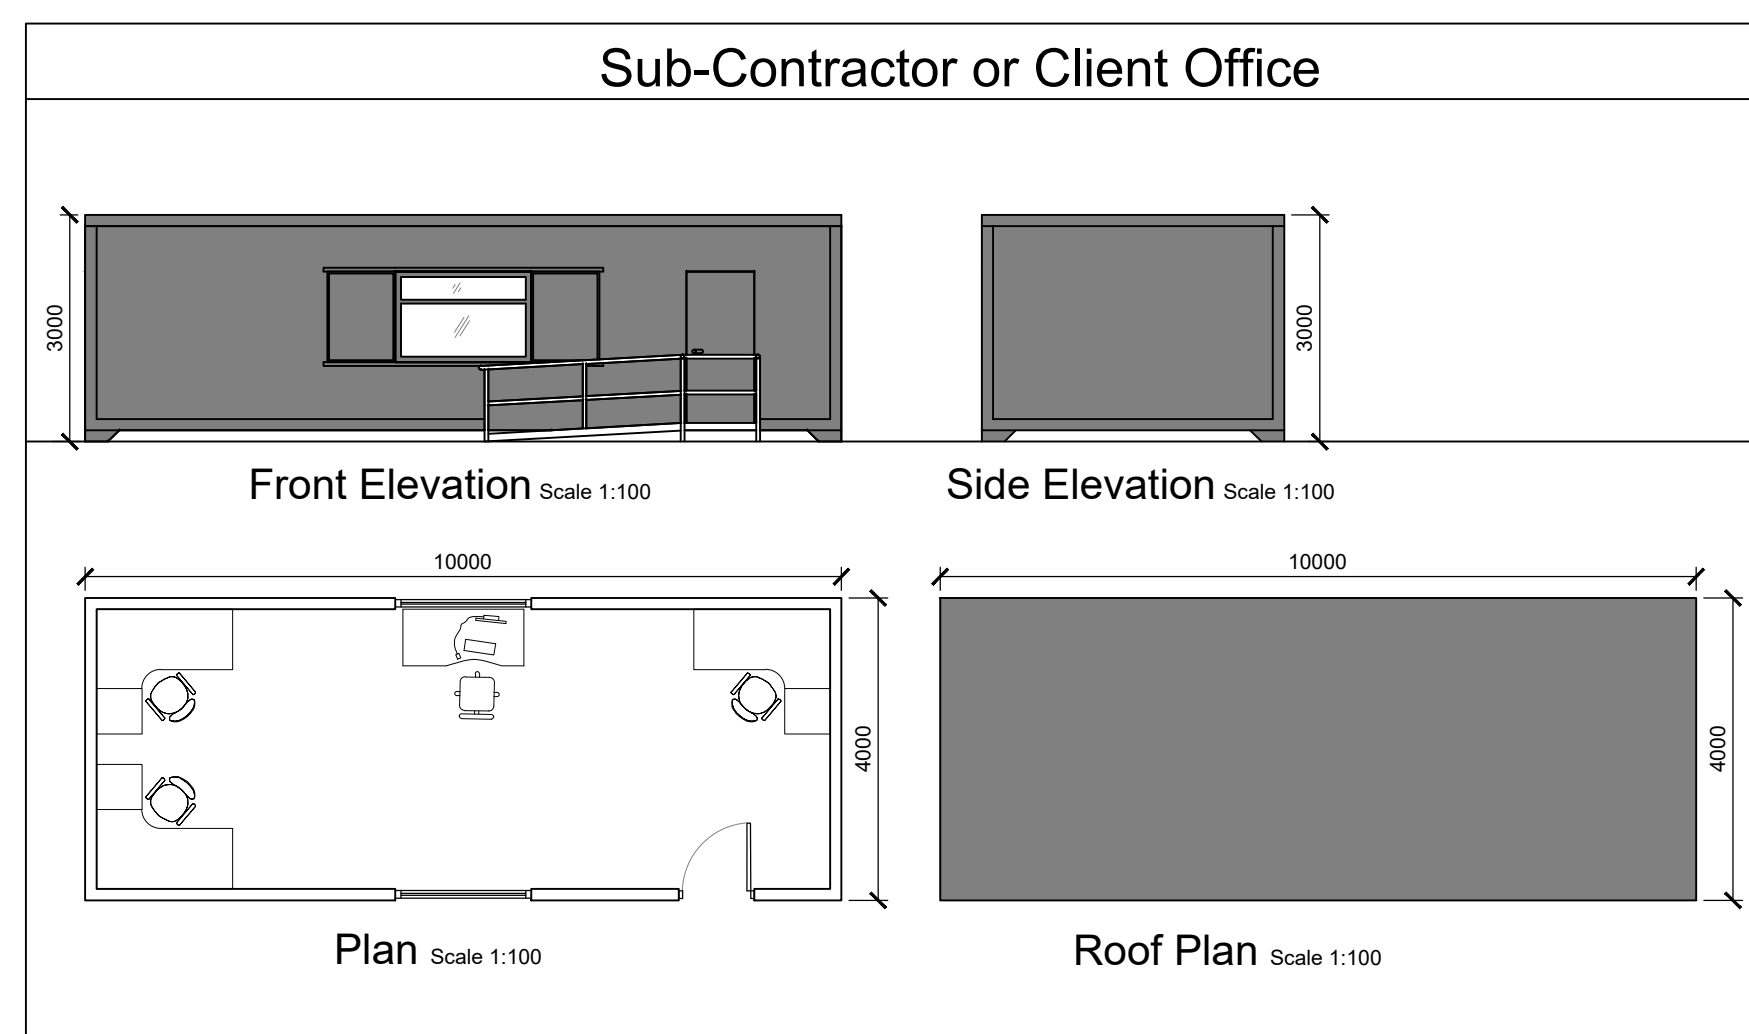 Sub-Contractor or Client Office
3000
3000
Front Elevation Scale 1:100
Side Elevation Scale 1:100
10000
10000
4000
4000
Plan Scale 1:100
Roof Plan Scale 1:100